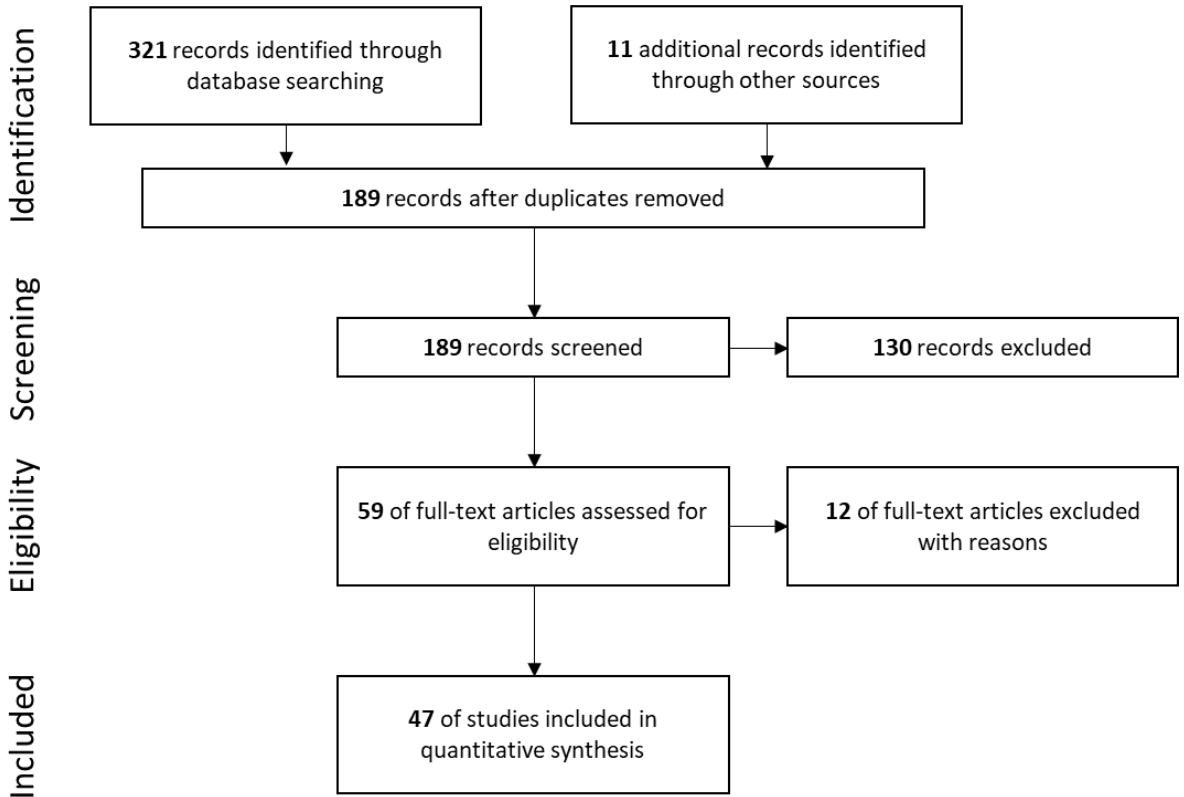 Identification
321 records identified through
database searching
11 additional records identified
through other sources
189 records after duplicates removed
Screening
189 records screened
130 records excluded
Eligibility
59 of full-text articles assessed for
eligibility
12 of full-text articles excluded
with reasons
Included
47 of studies included in
quantitative synthesis